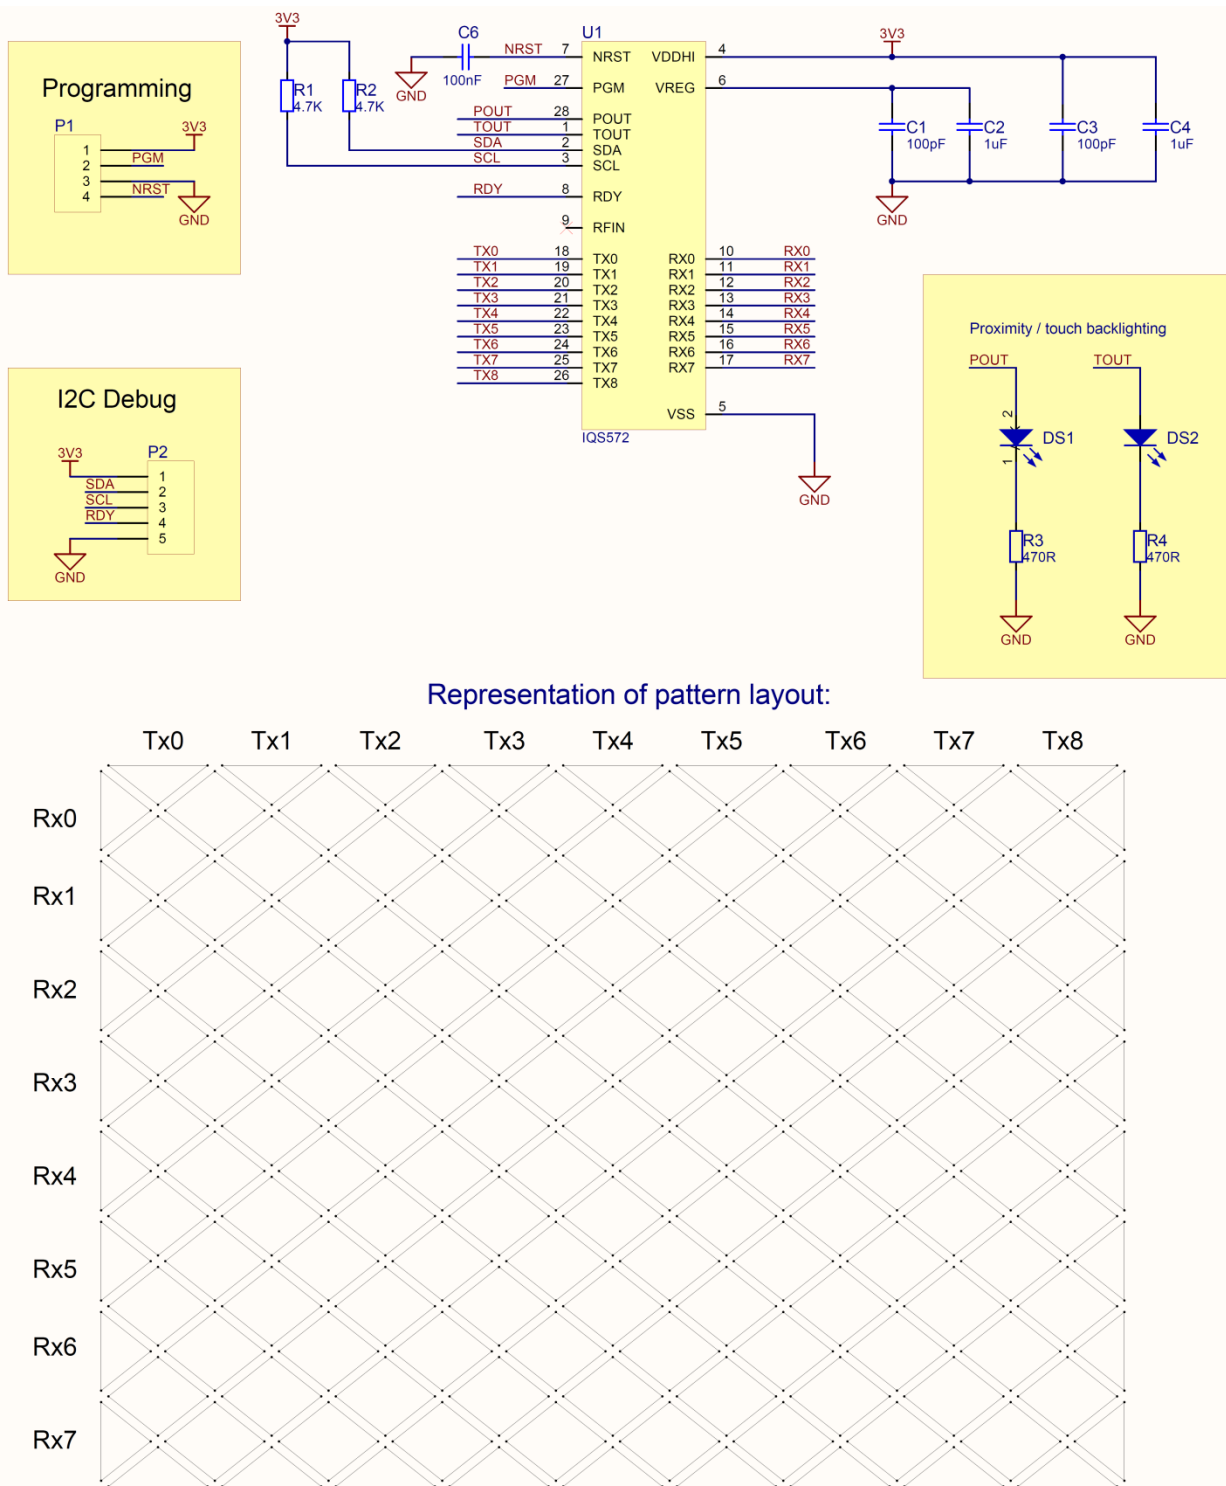 Programming
P1
3V3
1
2 PGM
3
4 NRST
GND
I2C Debug
P2
3V3
1
SDA 2
SCL 3
RDY 4
5
GND
3V3
R1
4.7K
R2
4.7K
C6
100nF
GND
U1
NRST 7 NRST
PGM 27 PGM
POUT 28 POUT
TOUT 1 TOUT
SDA 2 SDA
SCL 3 SCL
RDY 8 RDY
9 RFIN
TX0 18 TX0
TX1 19 TX1
TX2 20 TX2
TX3 21 TX3
TX4 22 TX4
TX5 23 TX5
TX6 24 TX6
TX7 25 TX7
TX8 26 TX8
VDDHI 4
VREG 6
RX0 10 RX0
RX1 11 RX1
RX2 12 RX2
RX3 13 RX3
RX4 14 RX4
RX5 15 RX5
RX6 16 RX6
RX7 17 RX7
VSS 5
IQS572
GND
3V3
C1
100pF
C2
1uF
C3
100pF
C4
1uF
GND
Proximity / touch backlighting
POUT
TOUT
2
1
DS1
DS2
R3
470R
R4
470R
GND
GND
Representation of pattern layout:
Tx0 Tx1 Tx2 Tx3 Tx4 Tx5 Tx6 Tx7 Tx8
Rx0
Rx1
Rx2
Rx3
Rx4
Rx5
Rx6
Rx7